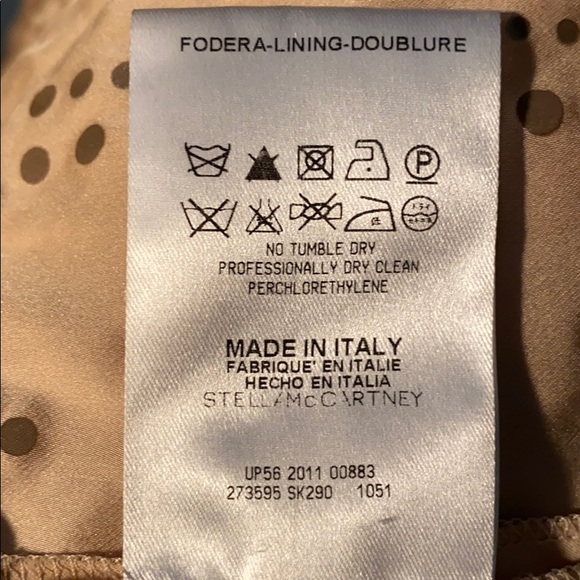 FODERA-LINING-DOUBLURE
P
NO TUMBLE DRY
PROFESSIONALLY DRY CLEAN
PERCHLORETHYLENE
MADE IN ITALY
FABRIQUE' EN ITALIE
HECHO EN ITALIA
STELLAMcCARTNEY
UP56 2011 00883
273595 SK290 1051